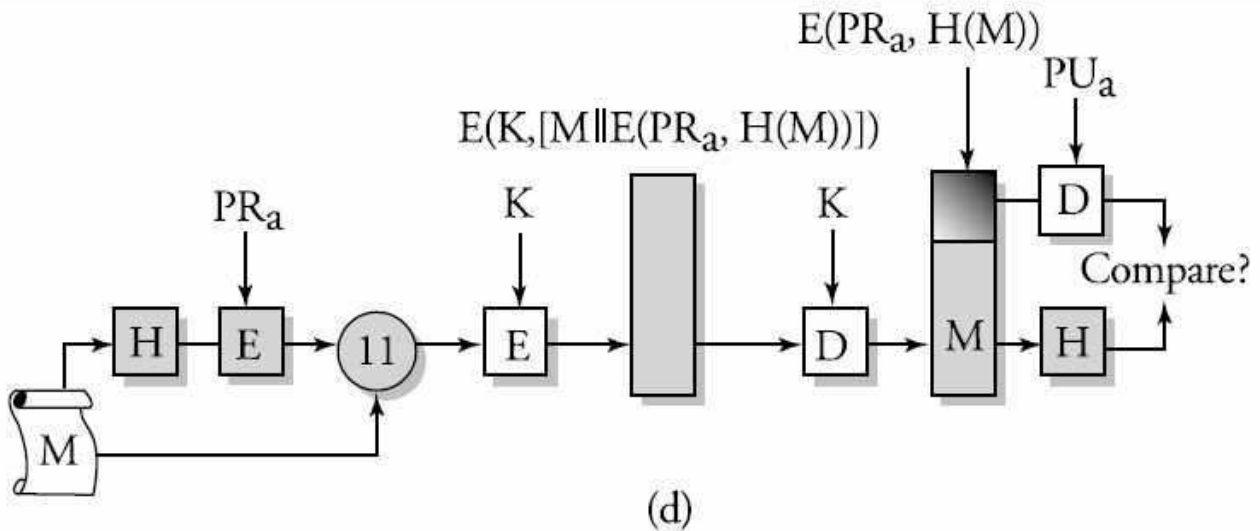 E(PRa, H(M))
PUa
E(K,[M||E(PRa, H(M))])
PRa
K
K
D
Compare?
H
E
11
E
D
M
H
M
(d)